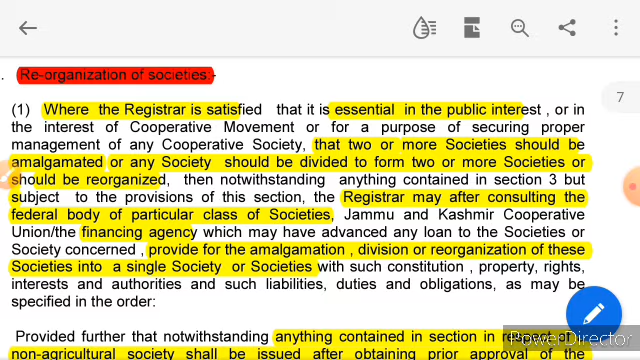 7
. Re-organization of societies:-
(1) Where the Registrar is satisfied that it is essential in the public interest , or in
the interest of Cooperative Movement or for a purpose of securing proper
management of any Cooperative Society, that two or more Societies should be
amalgamated or any Society should be divided to form two or more Societies or
should be reorganized, then notwithstanding anything contained in section 3 but
subject to the provisions of this section, the Registrar may after consulting the
federal body of particular class of Societies, Jammu and Kashmir Cooperative
Union/the financing agency which may have advanced any loan to the Societies or
Society concerned , provide for the amalgamation , division or reorganization of these
Societies into a single Society or Societies with such constitution , property, rights,
interests and authorities and such liabilities, duties and obligations, as may be
specified in the order:
Provided further that notwithstanding anything contained in section in respect of a
non-agricultural society shall be issued after obtaining prior approval of the
PowerDirector